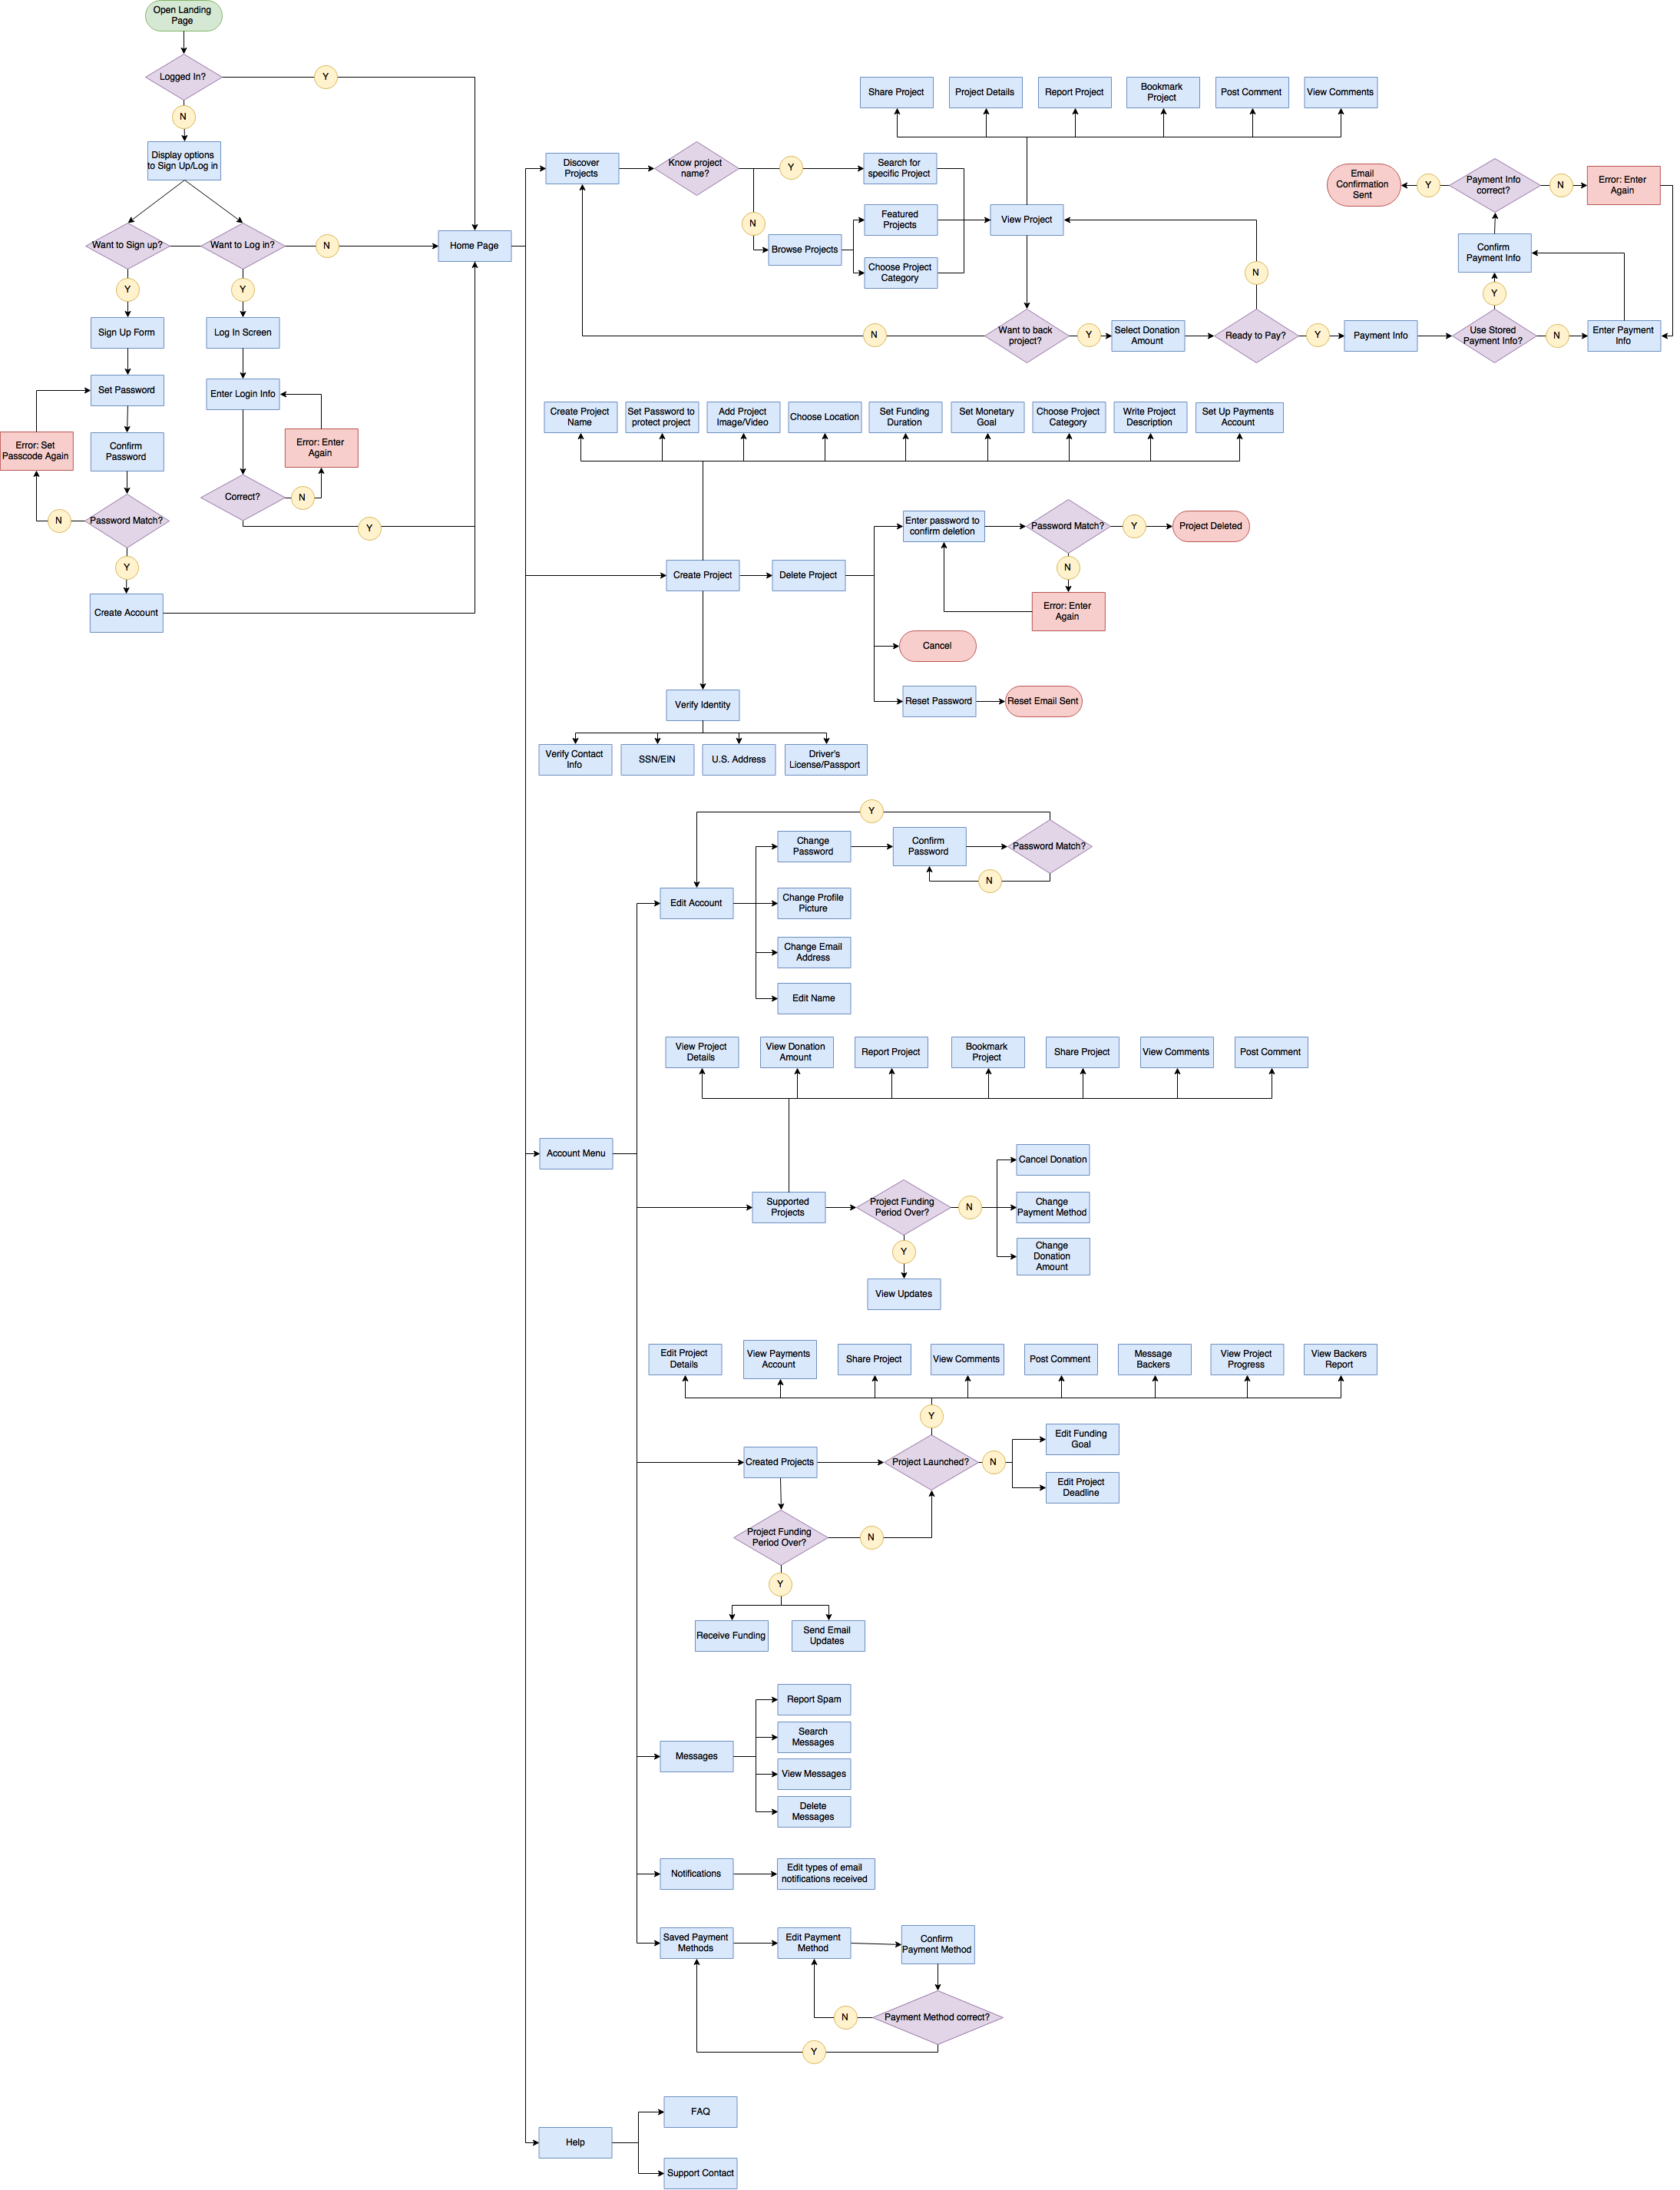 Open Landing
Page
Logged In?
Y
N
Display options
to Sign Up/Log in
Want to Sign up?
Want to Log in?
N
Home Page
Y
Y
Sign Up Form
Log In Screen
Set Password
Enter Login Info
Error: Set
Passcode Again
Confirm
Password
Error: Enter
Again
Correct?
N
N
Password Match?
Y
Y
Create Account
Share Project
Project Details
Report Project
Bookmark
Project
Post Comment
View Comments
Discover
Projects
Know project
name?
Y
Search for
specific Project
N
Browse Projects
Featured
Projects
Choose Project
Category
View Project
Email
Confirmation
Sent
Y
Payment Info
correct?
N
Error: Enter
Again
Confirm
Payment Info
N
Y
N
Want to back
project?
Y
Select Donation
Amount
Ready to Pay?
Y
Payment Info
Use Stored
Payment Info?
N
Enter Payment
Info
Create Project
Name
Set Password to
protect project
Add Project
Image/Video
Choose Location
Set Funding
Duration
Set Monetary
Goal
Choose Project
Category
Write Project
Description
Set Up Payments
Account
Enter password to
confirm deletion
Password Match?
Y
Project Deleted
N
Create Project
Delete Project
Error: Enter
Again
Cancel
Reset Password
Reset Email Sent
Verify Identity
Verify Contact
Info
SSN/EIN
U.S. Address
Driver's
License/Passport
Y
Change
Password
Confirm
Password
Password Match?
N
Edit Account
Change Profile
Picture
Change Email
Address
Edit Name
View Project
Details
View Donation
Amount
Report Project
Bookmark
Project
Share Project
View Comments
Post Comment
Account Menu
Supported
Projects
Project Funding
Period Over?
N
Cancel Donation
Change
Payment Method
Change
Donation
Amount
Y
View Updates
Edit Project
Details
View Payments
Account
Share Project
View Comments
Post Comment
Message
Backers
View Project
Progress
View Backers
Report
Y
Created Projects
Project Launched?
N
Edit Funding
Goal
Edit Project
Deadline
Project Funding
Period Over?
N
Y
Receive Funding
Send Email
Updates
Messages
Report Spam
Search
Messages
View Messages
Delete
Messages
Notifications
Edit types of email
notifications received
Saved Payment
Methods
Edit Payment
Method
Confirm
Payment Method
N
Payment Method correct?
Y
FAQ
Help
Support Contact